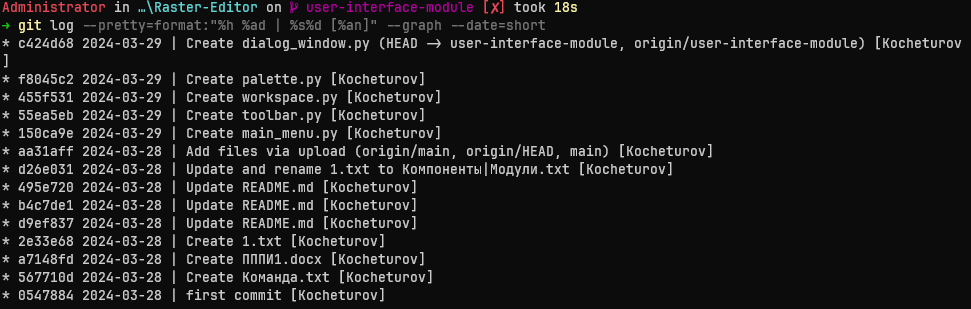 Administrator in …\Raster-Editor on user-interface-module [✗] took 18s
→ git log --pretty=format:"%h %ad | %s%d [%an]" --graph --date=short
* c424d68 2024-03-29 | Create dialog_window.py (HEAD -> user-interface-module, origin/user-interface-module) [Kocheturov
]
* f8045c2 2024-03-29 | Create palette.py [Kocheturov]
* 455f531 2024-03-29 | Create workspace.py [Kocheturov]
* 55ea5eb 2024-03-29 | Create toolbar.py [Kocheturov]
* 150ca9e 2024-03-29 | Create main_menu.py [Kocheturov]
* aa31aff 2024-03-28 | Add files via upload (origin/main, origin/HEAD, main) [Kocheturov]
* d26e031 2024-03-28 | Update and rename 1.txt to Компоненты|Модули.txt [Kocheturov]
* 495e720 2024-03-28 | Update README.md [Kocheturov]
* b4c7de1 2024-03-28 | Update README.md [Kocheturov]
* d9ef837 2024-03-28 | Update README.md [Kocheturov]
* 2e33e68 2024-03-28 | Create 1.txt [Kocheturov]
* a7148fd 2024-03-28 | Create ПППИ1.docx [Kocheturov]
* 567710d 2024-03-28 | Create Команда.txt [Kocheturov]
* 0547884 2024-03-28 | first commit [Kocheturov]